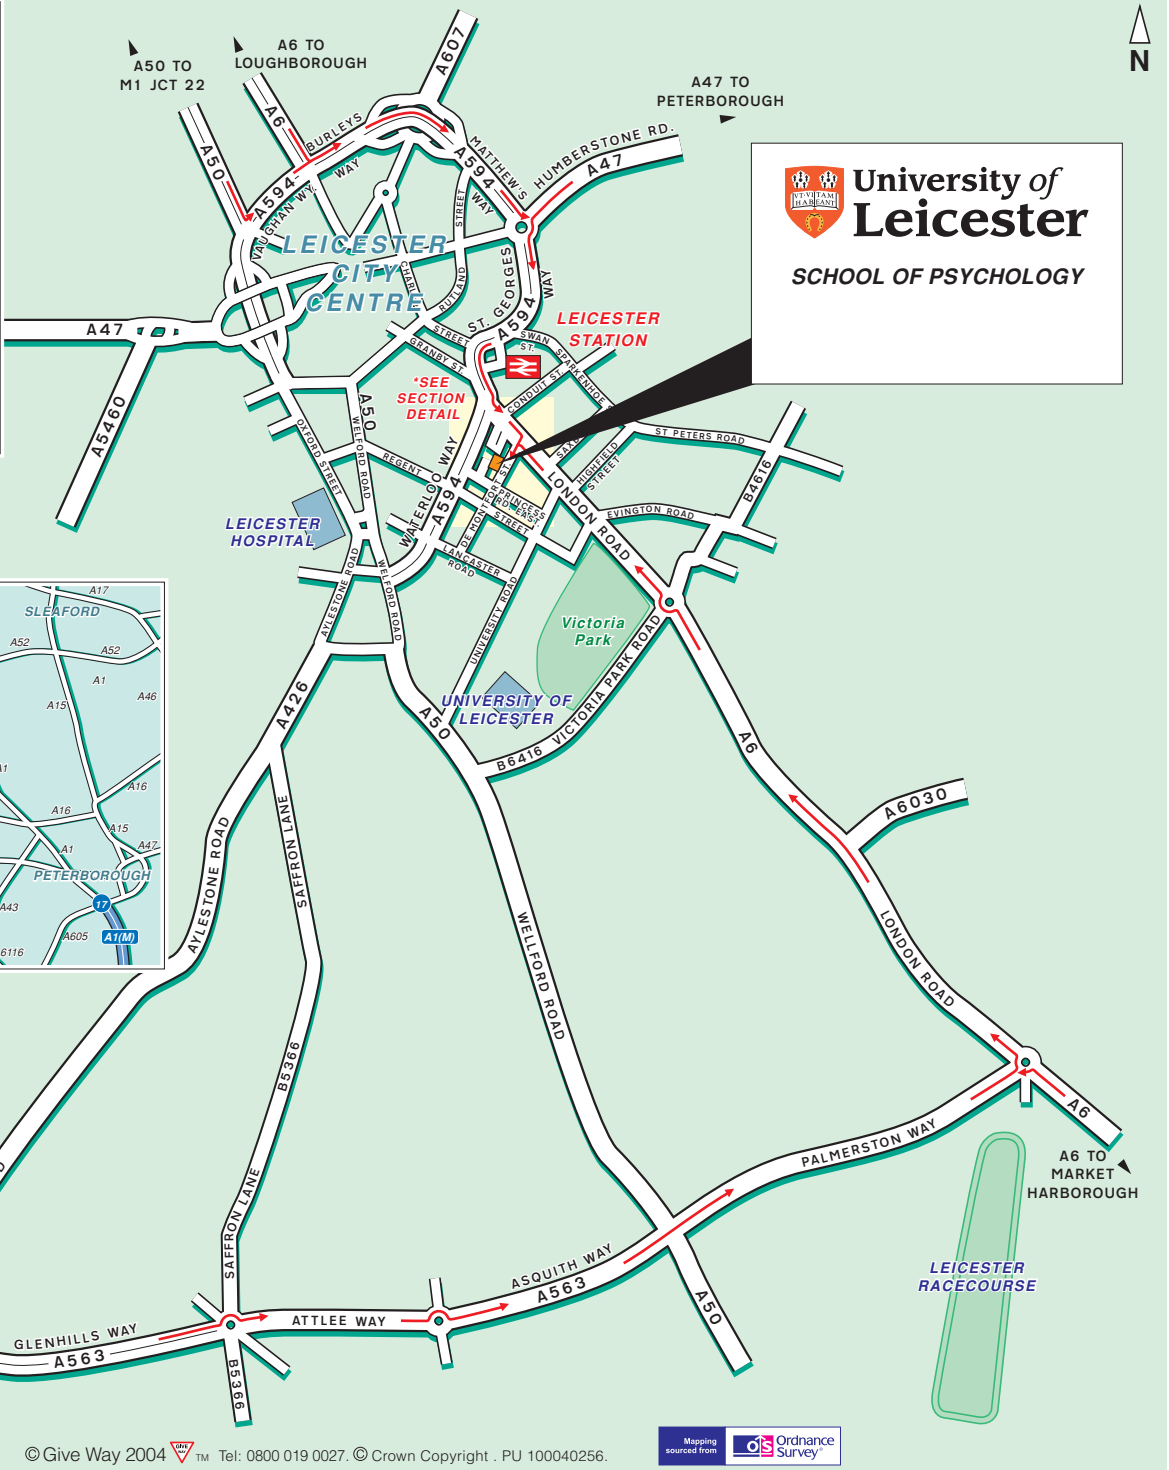 A50 TO
M1 JCT 22
A6 TO
LOUGHBOROUGH
A607
A47 TO
PETERBOROUGH
N
A6
BURLEYS
WAY
A50
A594
VAUGHAN WY.
MATTHEW'S
WAY
A594
HUMBERSTONE RD.
A47
University of
Leicester
SCHOOL OF PSYCHOLOGY
LEICESTER
CITY
CENTRE
STREET
RUTLAND
ST. GEORGES
WAY
A594
A47
STREET
GRANBY ST.
SWAN
ST.
LEICESTER
STATION
CONDUIT ST.
*SEE
SECTION
DETAIL
A5460
A50
WELFORD ROAD
OXFORD STREET
REGENT
STREET
WATERLOO WAY
A594
DE MONTFORT ST.
PRINCESS
RD. EAST.
HIGHFIELD
STREET
ST PETERS ROAD
B4616
EVINGTON ROAD
LONDON ROAD
LANCASTER
ROAD
UNIVERSITY ROAD
LEICESTER
HOSPITAL
AYLESTONE ROAD
WELFORD ROAD
Victoria
Park
VICTORIA PARK ROAD
B6416
UNIVERSITY OF
LEICESTER
A426
A50
A6
A6030
AYLESTONE ROAD
SAFFRON LANE
WELLFORD ROAD
LONDON ROAD
B5366
SAFFRON LANE
PALMERSTON WAY
A6
A6 TO
MARKET
HARBOROUGH
LEICESTER
RACECOURSE
ASQUITH WAY
A563
A50
ATTLEE WAY
GLENHILLS WAY
A563
B5366
A17
SLEAFORD
A52
A52
A1
A15
A46
A16
A16
A15
A1
A47
PETERBOROUGH
17
A43
A605
A1(M)
6116
© Give Way 2004 GIVE WAY TM Tel: 0800 019 0027. © Crown Copyright . PU 100040256.
Mapping
sourced from
Ordnance
Survey